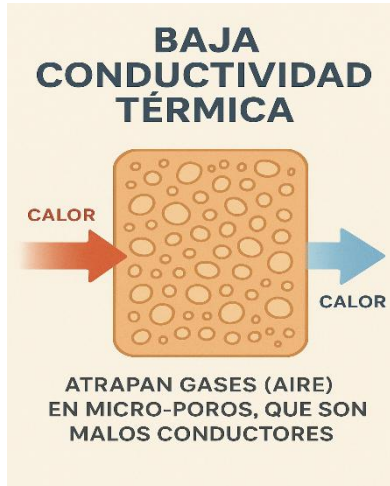 BAJA
CONDUCTIVIDAD
TÉRMICA
CALOR
CALOR
ATRAPAN GASES (AIRE)
EN MICRO-POROS, QUE SON
MALOS CONDUCTORES